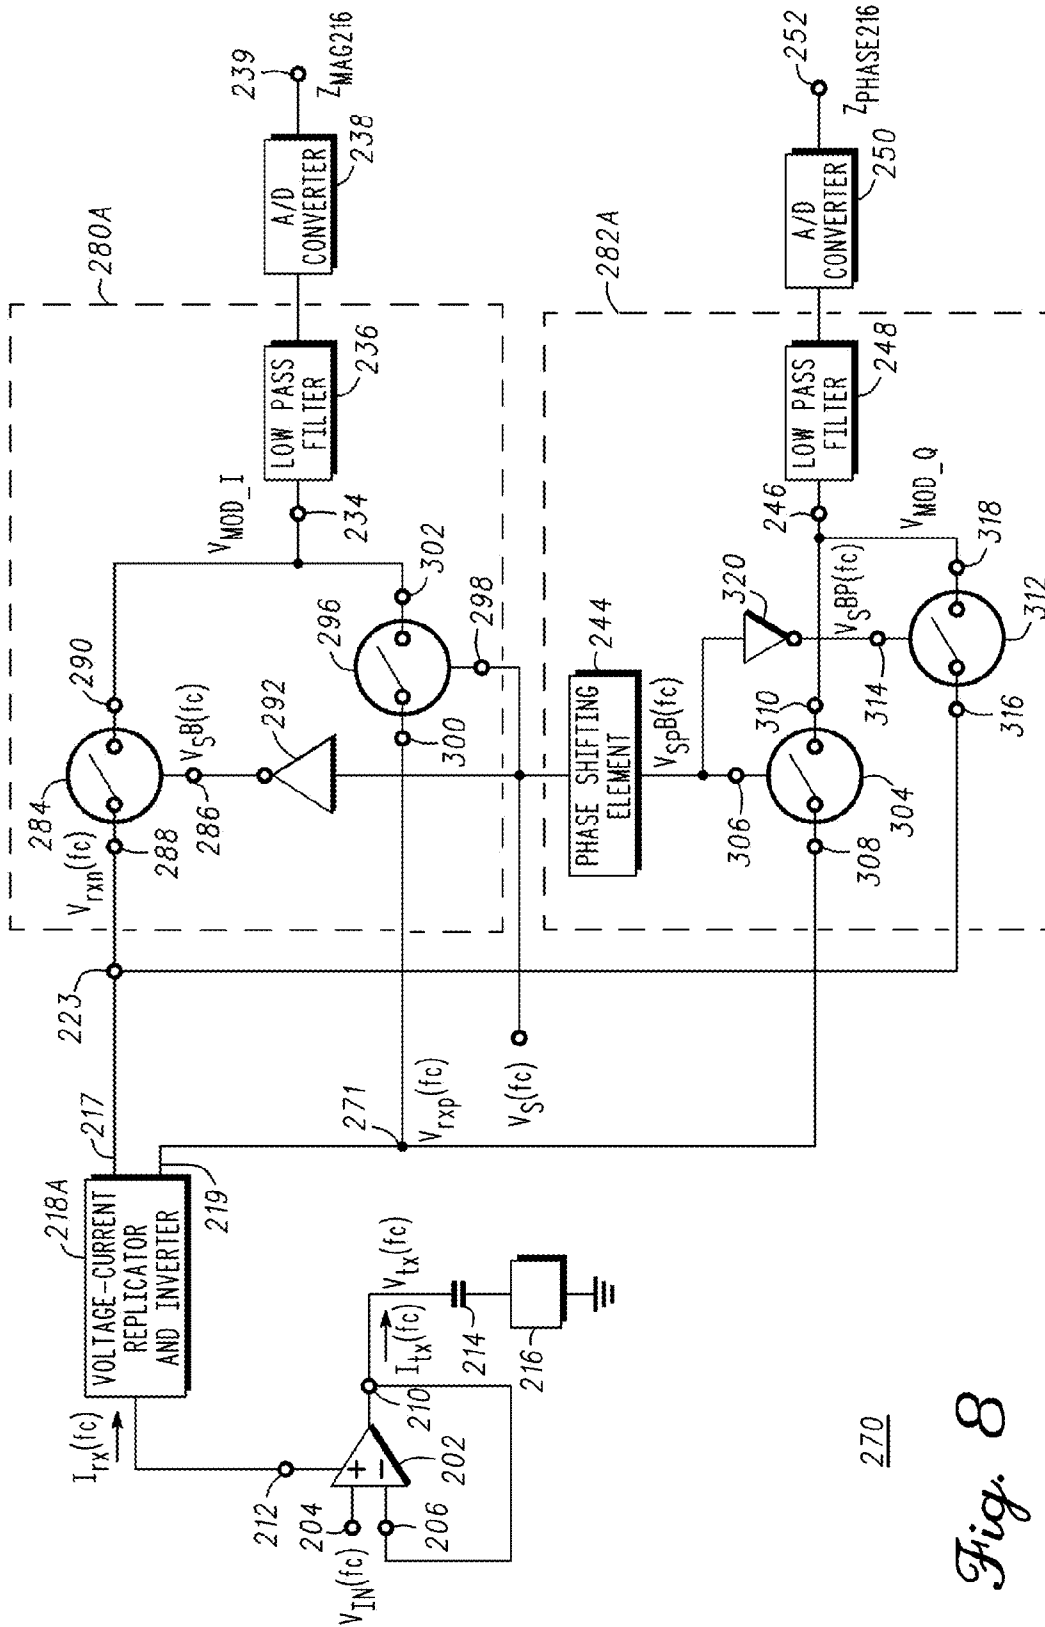 280A
239
Z_MAG216
A/D
CONVERTER
238
LOW PASS
FILTER
236
V_MOD_I
234
290
302
296
298
284
V_SB(fc)
292
286
288
300
V_rxn(fc)
223
217
218A
VOLTAGE-CURRENT
REPLICATOR
AND INVERTER
219
271
V_rxp(fc)
V_S(fc)
I_rx(fc)
212
+
−
202
204
206
V_IN(fc)
210
I_tx(fc)
V_tx(fc)
214
216
282A
252
Z_PHASE216
A/D
CONVERTER
250
LOW PASS
FILTER
248
246
V_MOD_Q
318
320
V_SBP(fc)
244
PHASE SHIFTING
ELEMENT
V_SPB(fc)
310
314
312
316
306
304
308
270
Fig. 8